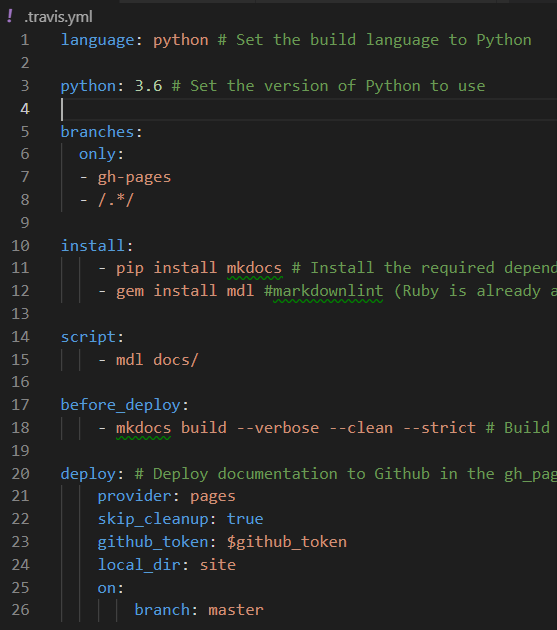 ! .travis.yml
1 language: python # Set the build language to Python
2
3 python: 3.6 # Set the version of Python to use
4
5 branches:
6 only:
7 - gh-pages
8 - /.*/
9
10 install:
11 - pip install mkdocs # Install the required depend
12 - gem install mdl #markdownlint (Ruby is already a
13
14 script:
15 - mdl docs/
16
17 before_deploy:
18 - mkdocs build --verbose --clean --strict # Build
19
20 deploy: # Deploy documentation to Github in the gh_pag
21 provider: pages
22 skip_cleanup: true
23 github_token: $github_token
24 local_dir: site
25 on:
26 branch: master